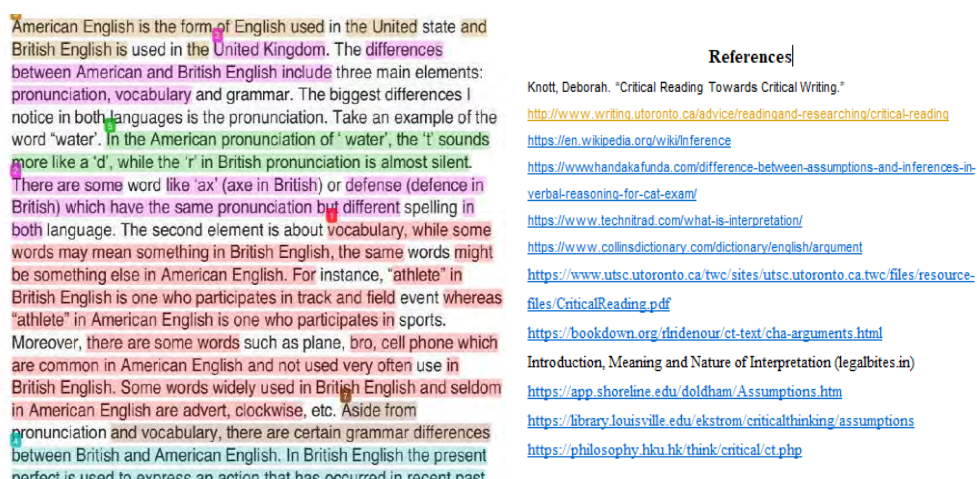 American English is the form of English used in the United state and
British English is used in the United Kingdom. The differences
between American and British English include three main elements:
pronunciation, vocabulary and grammar. The biggest differences I
notice in both languages is the pronunciation. Take an example of the
word “water’. In the American pronunciation of ‘ water’, the ‘t’ sounds
more like a ‘d’, while the ‘r’ in British pronunciation is almost silent.
There are some word like ‘ax’ (axe in British) or defense (defence in
British) which have the same pronunciation but different spelling in
both language. The second element is about vocabulary, while some
words may mean something in British English, the same words might
be something else in American English. For instance, “athlete” in
British English is one who participates in track and field event whereas
“athlete” in American English is one who participates in sports.
Moreover, there are some words such as plane, bro, cell phone which
are common in American English and not used very often use in
British English. Some words widely used in British English and seldom
in American English are advert, clockwise, etc. Aside from
pronunciation and vocabulary, there are certain grammar differences
between British and American English. In British English the present
perfect is used to express an action that has occurred in recent past
References
Knott, Deborah. “Critical Reading Towards Critical Writing.”
http://www.writing.utoronto.ca/advice/readingand-researching/critical-reading
https://en.wikipedia.org/wiki/Inference
https://www.handakafunda.com/difference-between-assumptions-and-inferences-in-
verbal-reasoning-for-cat-exam/
https://www.technitrad.com/what-is-interpretation/
https://www.collinsdictionary.com/dictionary/english/argument
https://www.utsc.utoronto.ca/twc/sites/utsc.utoronto.ca.twc/files/resource-
files/CriticalReading.pdf
https://bookdown.org/rlridenour/ct-text/cha-arguments.html
Introduction, Meaning and Nature of Interpretation (legalbites.in)
https://app.shoreline.edu/doldham/Assumptions.htm
https://library.louisville.edu/ekstrom/criticalthinking/assumptions
https://philosophy.hku.hk/think/critical/ct.php